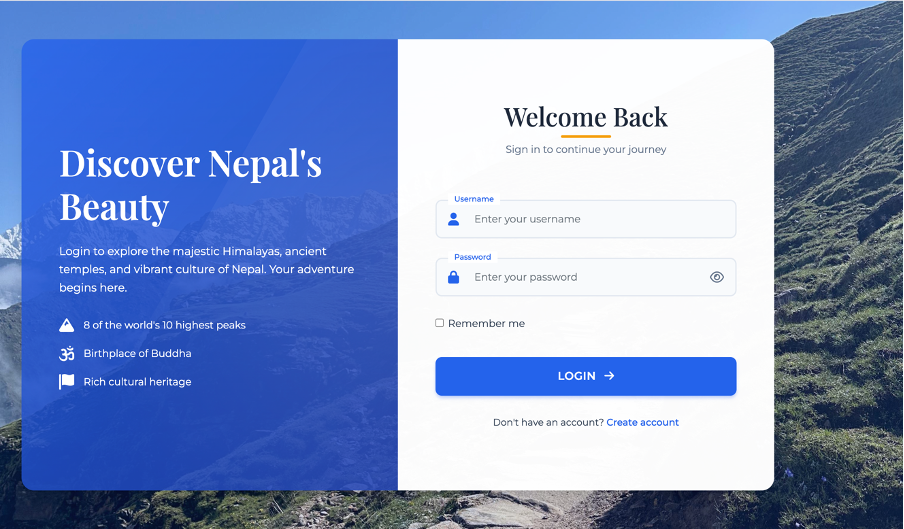 Discover Nepal's
Beauty
Login to explore the majestic Himalayas, ancient
temples, and vibrant culture of Nepal. Your adventure
begins here.
8 of the world's 10 highest peaks
ॐ Birthplace of Buddha
Rich cultural heritage
Welcome Back
Sign in to continue your journey
Username
Enter your username
Password
Enter your password
Remember me
LOGIN →
Don't have an account? Create account